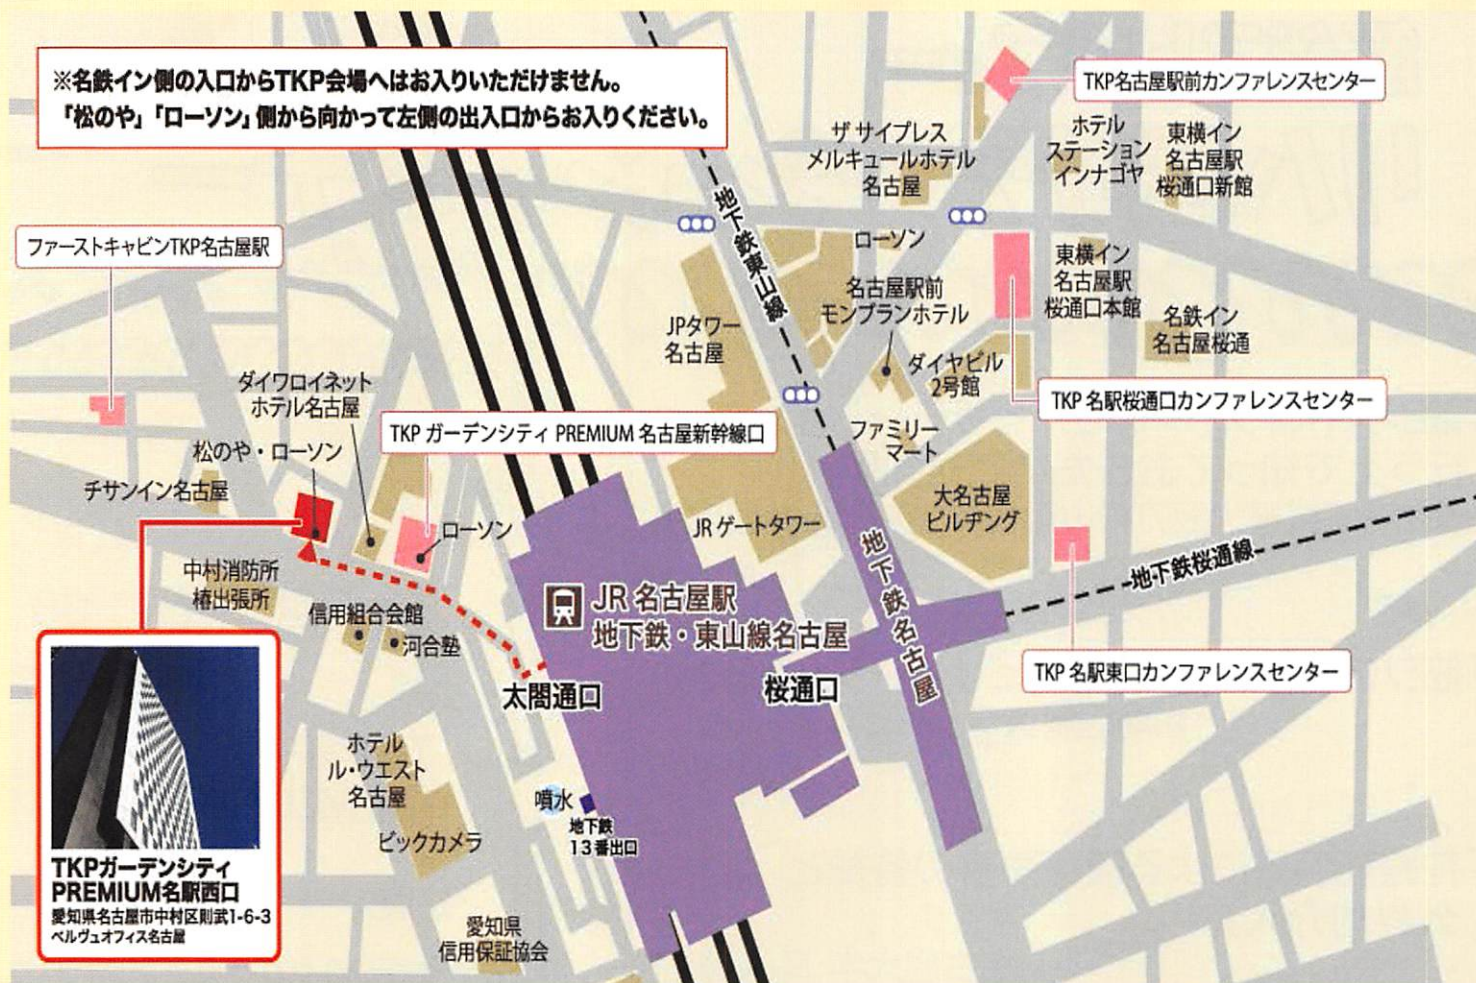 ※名鉄イン側の入口からTKP会場へはお入りいただけません。
「松のや」「ローソン」側から向かって左側の出入口からお入りください。
TKP名古屋駅前カンファレンスセンター
ザ サイプレス
メルキュールホテル
名古屋
ホテル
ステーション
インナゴヤ
東横イン
名古屋駅
桜通口新館
ファーストキャビンTKP名古屋駅
地下鉄東山線
ローソン
東横イン
名古屋駅
桜通口本館
名古屋駅前
モンブランホテル
JPタワー
名古屋
名鉄イン
名古屋桜通
ダイヤビル
2号館
ダイワロイネット
ホテル名古屋
TKP 名駅桜通口カンファレンスセンター
TKP ガーデンシティ PREMIUM 名古屋新幹線口
ファミリー
マート
松のや・ローソン
チサンイン名古屋
大名古屋
ビルヂング
ローソン
JRゲートタワー
地下鉄名古屋
地下鉄桜通線
中村消防所
椿出張所
JR 名古屋駅
地下鉄・東山線名古屋
信用組合会館
河合塾
TKP 名駅東口カンファレンスセンター
太閤通口
桜通口
ホテル
ル・ウエスト
名古屋
噴水
地下鉄
13番出口
ビックカメラ
TKPガーデンシティ
PREMIUM名駅西口
愛知県名古屋市中村区則武1-6-3
ベルヴュオフィス名古屋
愛知県
信用保証協会